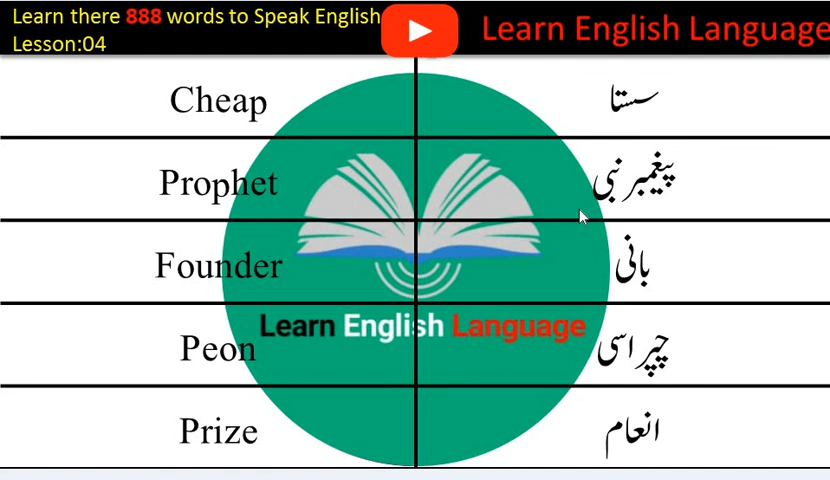 Learn there 888 words to Speak English
Lesson:04
Learn English Language
Cheap سستا
Prophet پیغمبر نبی
Founder بانی
Learn English Language
Peon چپراسی
Prize انعام